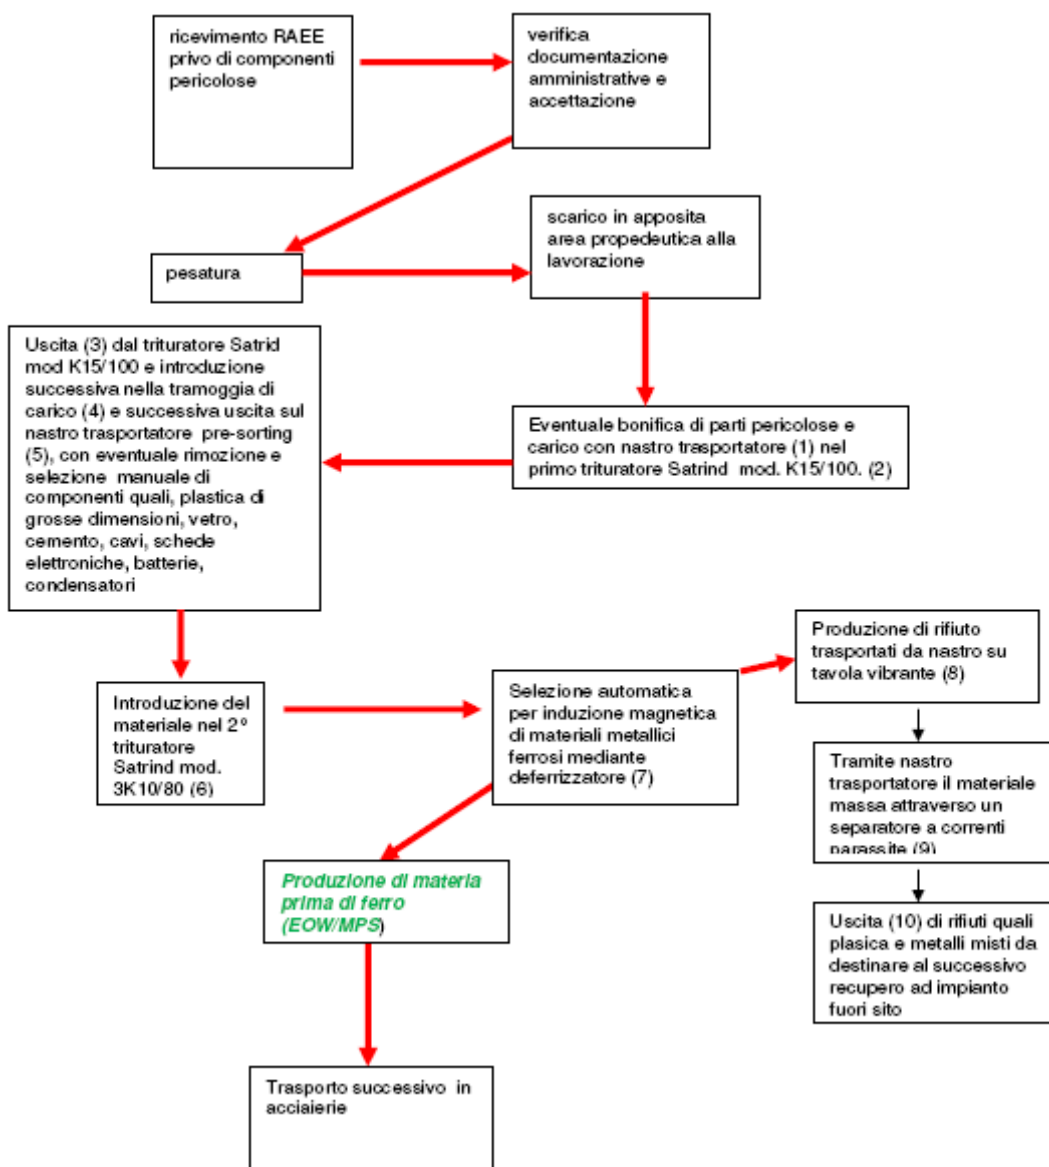 ricevimento RAEE
privo di componenti
pericolose
verifica
documentazione
amministrative e
accettazione
pesatura
scarico in apposita
area propedeutica alla
lavorazione
Eventuale bonifica di parti pericolose e
carico con nastro trasportatore (1) nel
primo trituratore Satrind mod. K15/100. (2)
Uscita (3) dal trituratore Satrid
mod K15/100 e introduzione
successiva nella tramoggia di
carico (4) e successiva uscita sul
nastro trasportatore pre-sorting
(5), con eventuale rimozione e
selezione manuale di
componenti quali, plastica di
grosse dimensioni, vetro,
cemento, cavi, schede
elettroniche, batterie,
condensatori
Introduzione del
materiale nel 2°
trituratore
Satrind mod.
3K10/80 (6)
Selezione automatica
per induzione magnetica
di materiali metallici
ferrosi mediante
deferrizzatore (7)
Produzione di rifiuto
trasportati da nastro su
tavola vibrante (8)
Tramite nastro
trasportatore il materiale
massa attraverso un
separatore a correnti
parassite (9)
Uscita (10) di rifiuti quali
plasica e metalli misti da
destinare al successivo
recupero ad impianto
fuori sito
Produzione di materia
prima di ferro
(EOW/MPS)
Trasporto successivo in
acciaierie